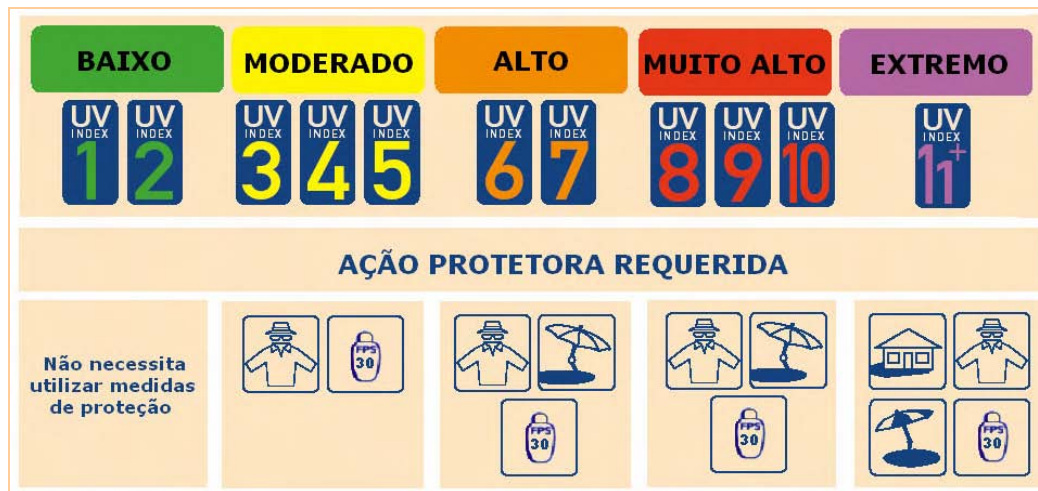 BAIXO MODERADO ALTO MUITO ALTO EXTREMO
UV UV UV UV UV UV UV UV UV UV UV
INDEX INDEX INDEX INDEX INDEX INDEX INDEX INDEX INDEX INDEX INDEX
1 2 3 4 5 6 7 8 9 10 11+
AÇÃO PROTETORA REQUERIDA
Não necessita
utilizar medidas
de proteção
FPS
30
FPS
30
FPS
30
FPS
30